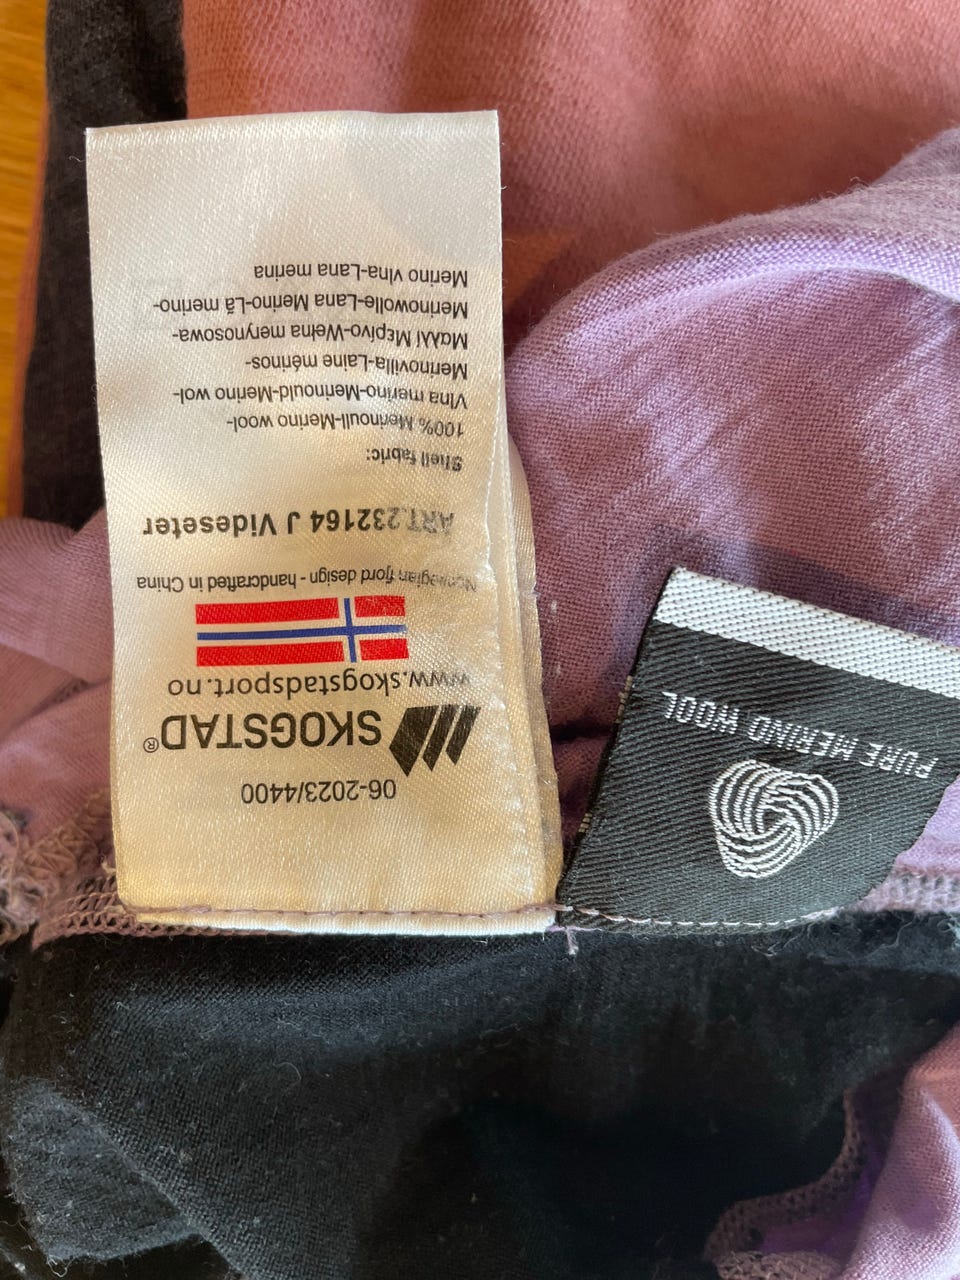 06-2023/4400
SKOGSTAD®
www.skogstadsport.no
Norwegian fjord design - handcrafted in China
ART.232164 J Videseter
Shell fabric:
100% Merinoull-Merino wool-
Vlna merino-Merinould-Merino wol-
Merinovilla-Laine mérinos-
Μαλλί Μερίνο-Wełna merynosowa-
Merinowolle-Lana Merino-Lã merino-
Merino vlna-Lana merina
PURE MERINO WOOL